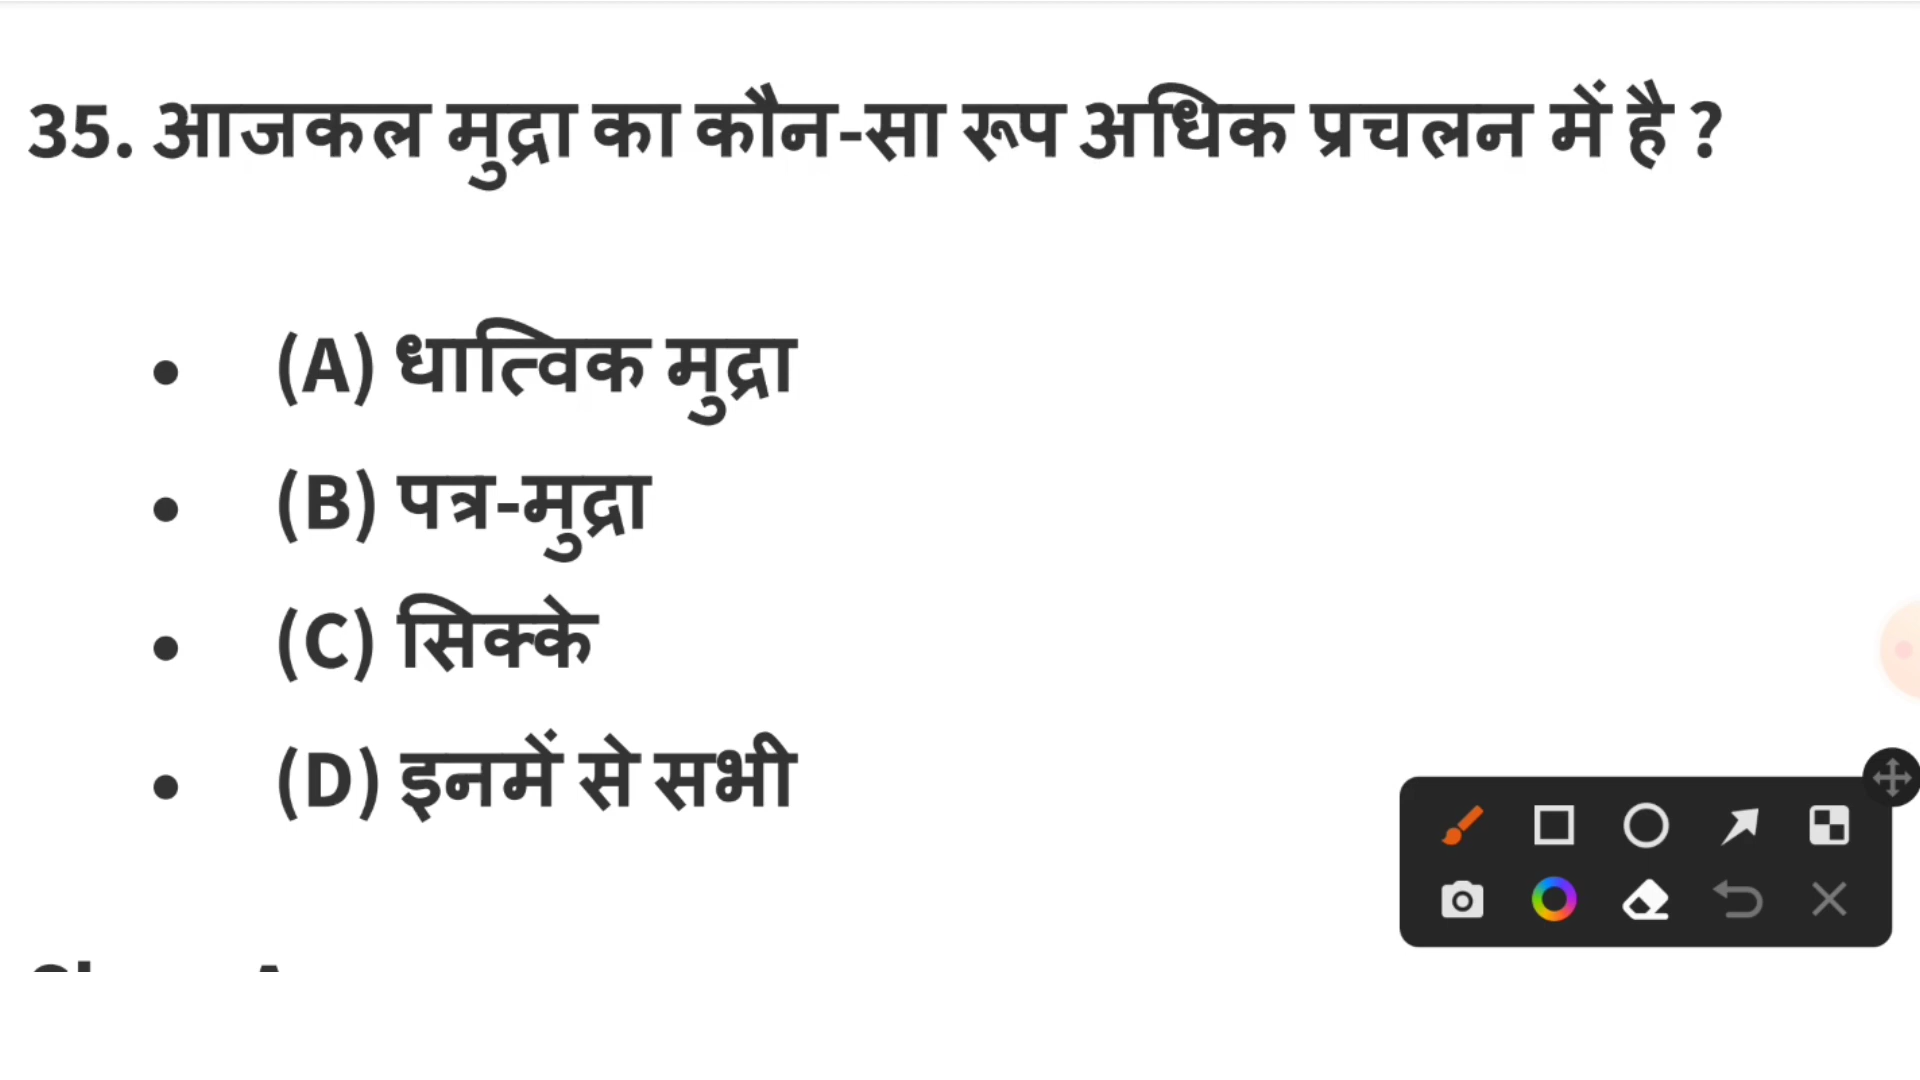 35. आजकल मुद्रा का कौन-सा रूप अधिक प्रचलन में है ?
• (A) धात्विक मुद्रा
• (B) पत्र-मुद्रा
• (C) सिक्के
• (D) इनमें से सभी